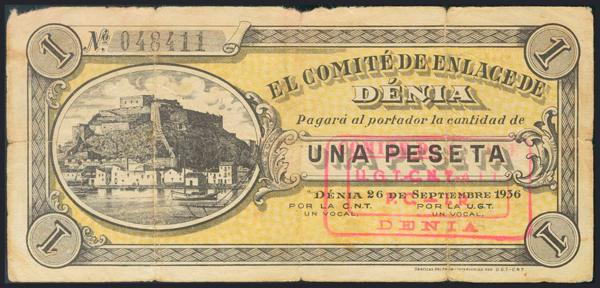 1
Nº 048411
1
EL COMITÉ DE ENLACE DE
DÉNIA
Pagará al portador la cantidad de
UNA PESETA
DÉNIA 26 DE SEPTIEMBRE 1936
POR LA C.N.T. POR LA U.G.T.
UN VOCAL. UN VOCAL.
U.G.T.-C.N.T.
DENIA
1
1